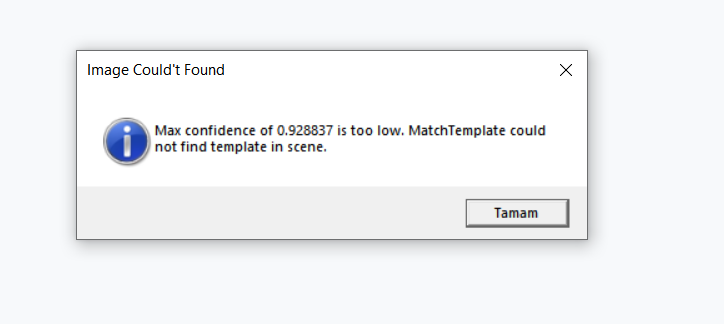 Image Could't Found
Max confidence of 0.928837 is too low. MatchTemplate could
not find template in scene.
Tamam